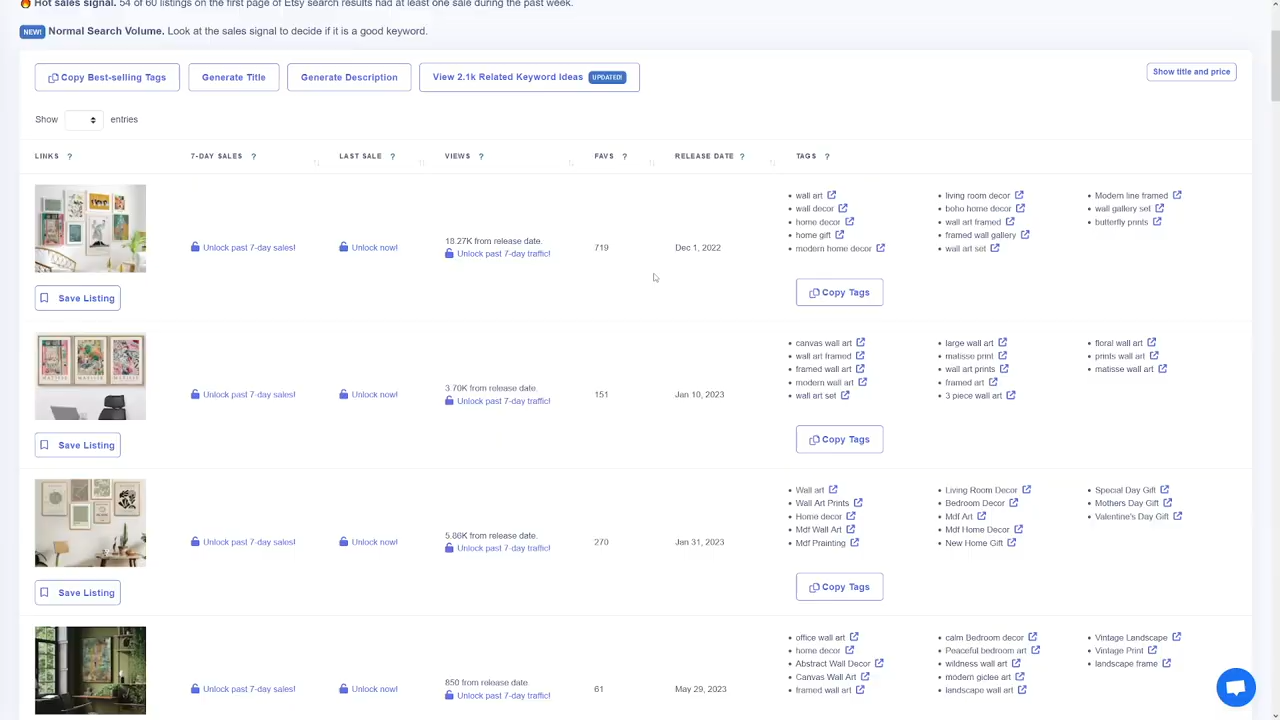 Hot sales signal. 54 of 60 listings on the first page of Etsy search results had at least one sale during the past week.
NEW! Normal Search Volume. Look at the sales signal to decide if it is a good keyword.
Copy Best-selling Tags Generate Title Generate Description View 2.1k Related Keyword Ideas UPDATED! Show title and price
Show entries
LINKS ? 7-DAY SALES ? LAST SALE ? VIEWS ? FAVS ? RELEASE DATE ? TAGS ?
wall art living room decor Modern line framed
wall decor boho home decor wall gallery set
home decor wall art framed butterfly prints
home gift framed wall gallery
modern home decor wall art set
Unlock past 7-day sales! Unlock now! 18.27K from release date. 719 Dec 1, 2022
Unlock past 7-day traffic!
Save Listing Copy Tags
canvas wall art large wall art floral wall art
wall art framed matisse print prints wall art
framed wall art wall art prints matisse wall art
modern wall art framed art
wall art set 3 piece wall art
Unlock past 7-day sales! Unlock now! 3.70K from release date. 151 Jan 10, 2023
Unlock past 7-day traffic!
Save Listing Copy Tags
Wall art Living Room Decor Special Day Gift
Wall Art Prints Bedroom Decor Mothers Day Gift
Home decor Mdf Art Valentine's Day Gift
Mdf Wall Art Mdf Home Decor
Mdf Prainting New Home Gift
Unlock past 7-day sales! Unlock now! 5.86K from release date. 270 Jan 31, 2023
Unlock past 7-day traffic!
Save Listing Copy Tags
office wall art calm Bedroom decor Vintage Landscape
home decor Peaceful bedroom art Vintage Print
Abstract Wall Decor wildness wall art landscape frame
Canvas Wall Art modern giclee art
framed wall art landscape wall art
Unlock past 7-day sales! Unlock now! 850 from release date. 61 May 29, 2023
Unlock past 7-day traffic!